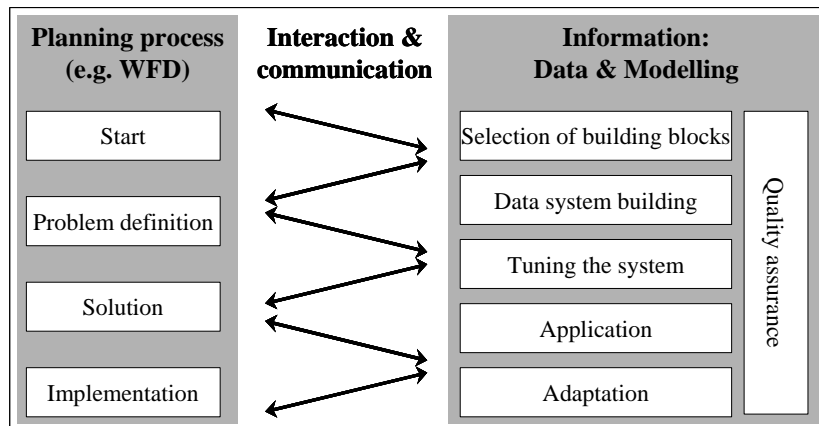 Planning process
(e.g. WFD)
Start
Problem definition
Solution
Implementation
Interaction &
communication
Information:
Data & Modelling
Selection of building blocks
Data system building
Tuning the system
Application
Adaptation
Quality assurance